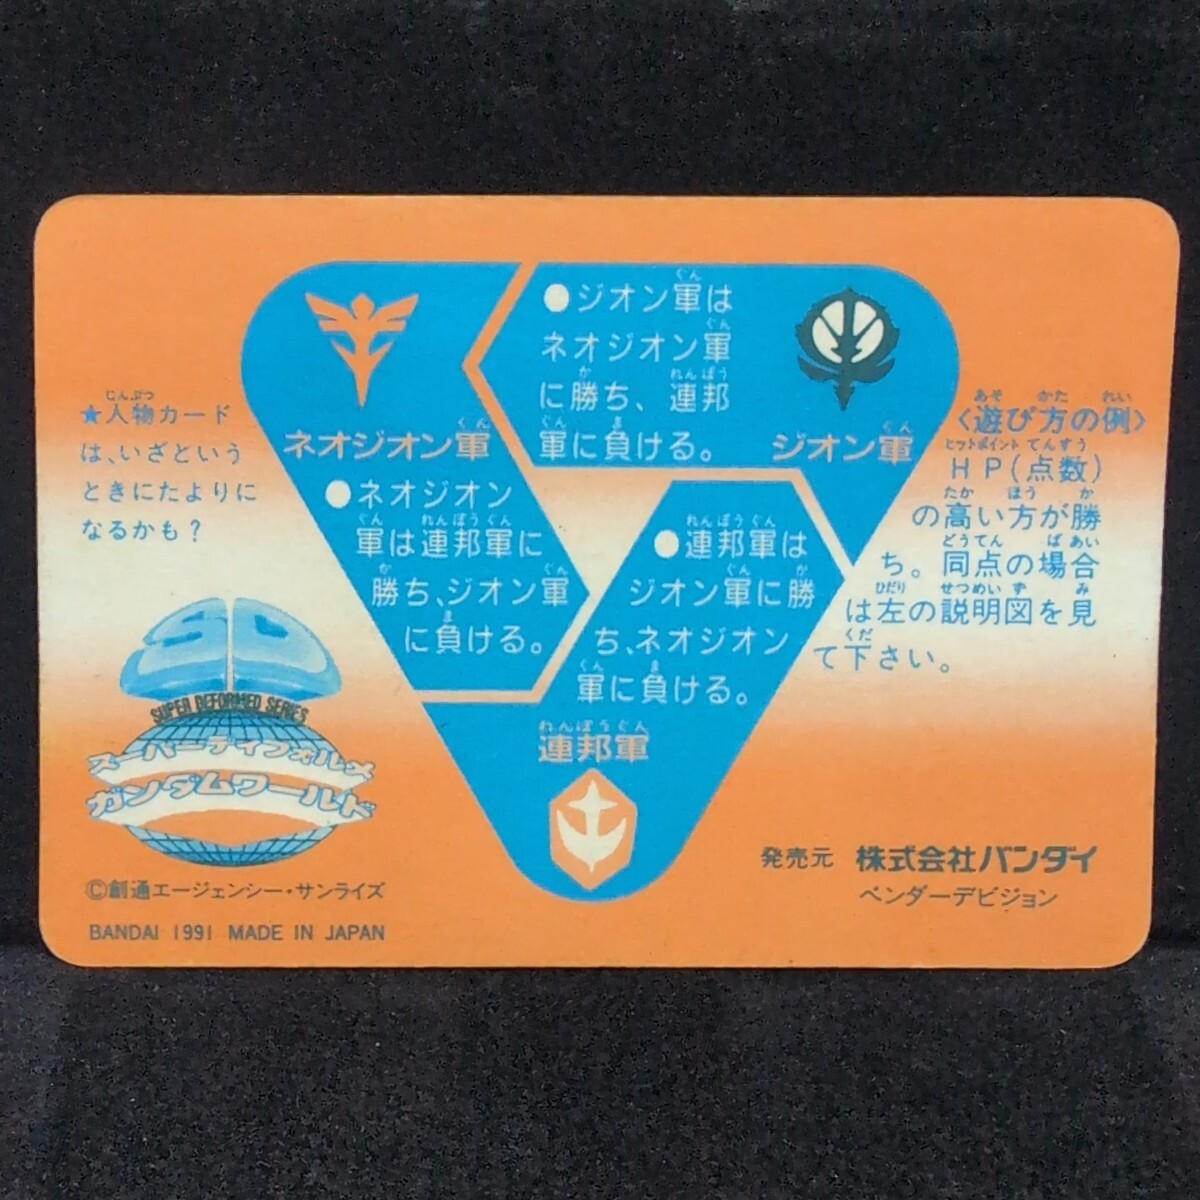 ●ジオン軍は
ネオジオン軍
に勝ち、連邦
軍に負ける。
ジオン軍
ネオジオン軍
●ネオジオン
軍は連邦軍に
勝ち、ジオン軍
に負ける。
●連邦軍は
ジオン軍に勝
ち、ネオジオン
軍に負ける。
連邦軍
★人物カード
は、いざという
ときにたよりに
なるかも?
〈遊び方の例〉
HP(点数)
の高い方が勝
ち。同点の場合
は左の説明図を見
て下さい。
SD
SUPER DEFORMED SERIES
スーパーディフォルメ
ガンダムワールド
©創通エージェンシー・サンライズ
BANDAI 1991 MADE IN JAPAN
発売元 株式会社バンダイ
ベンダーデビジョン